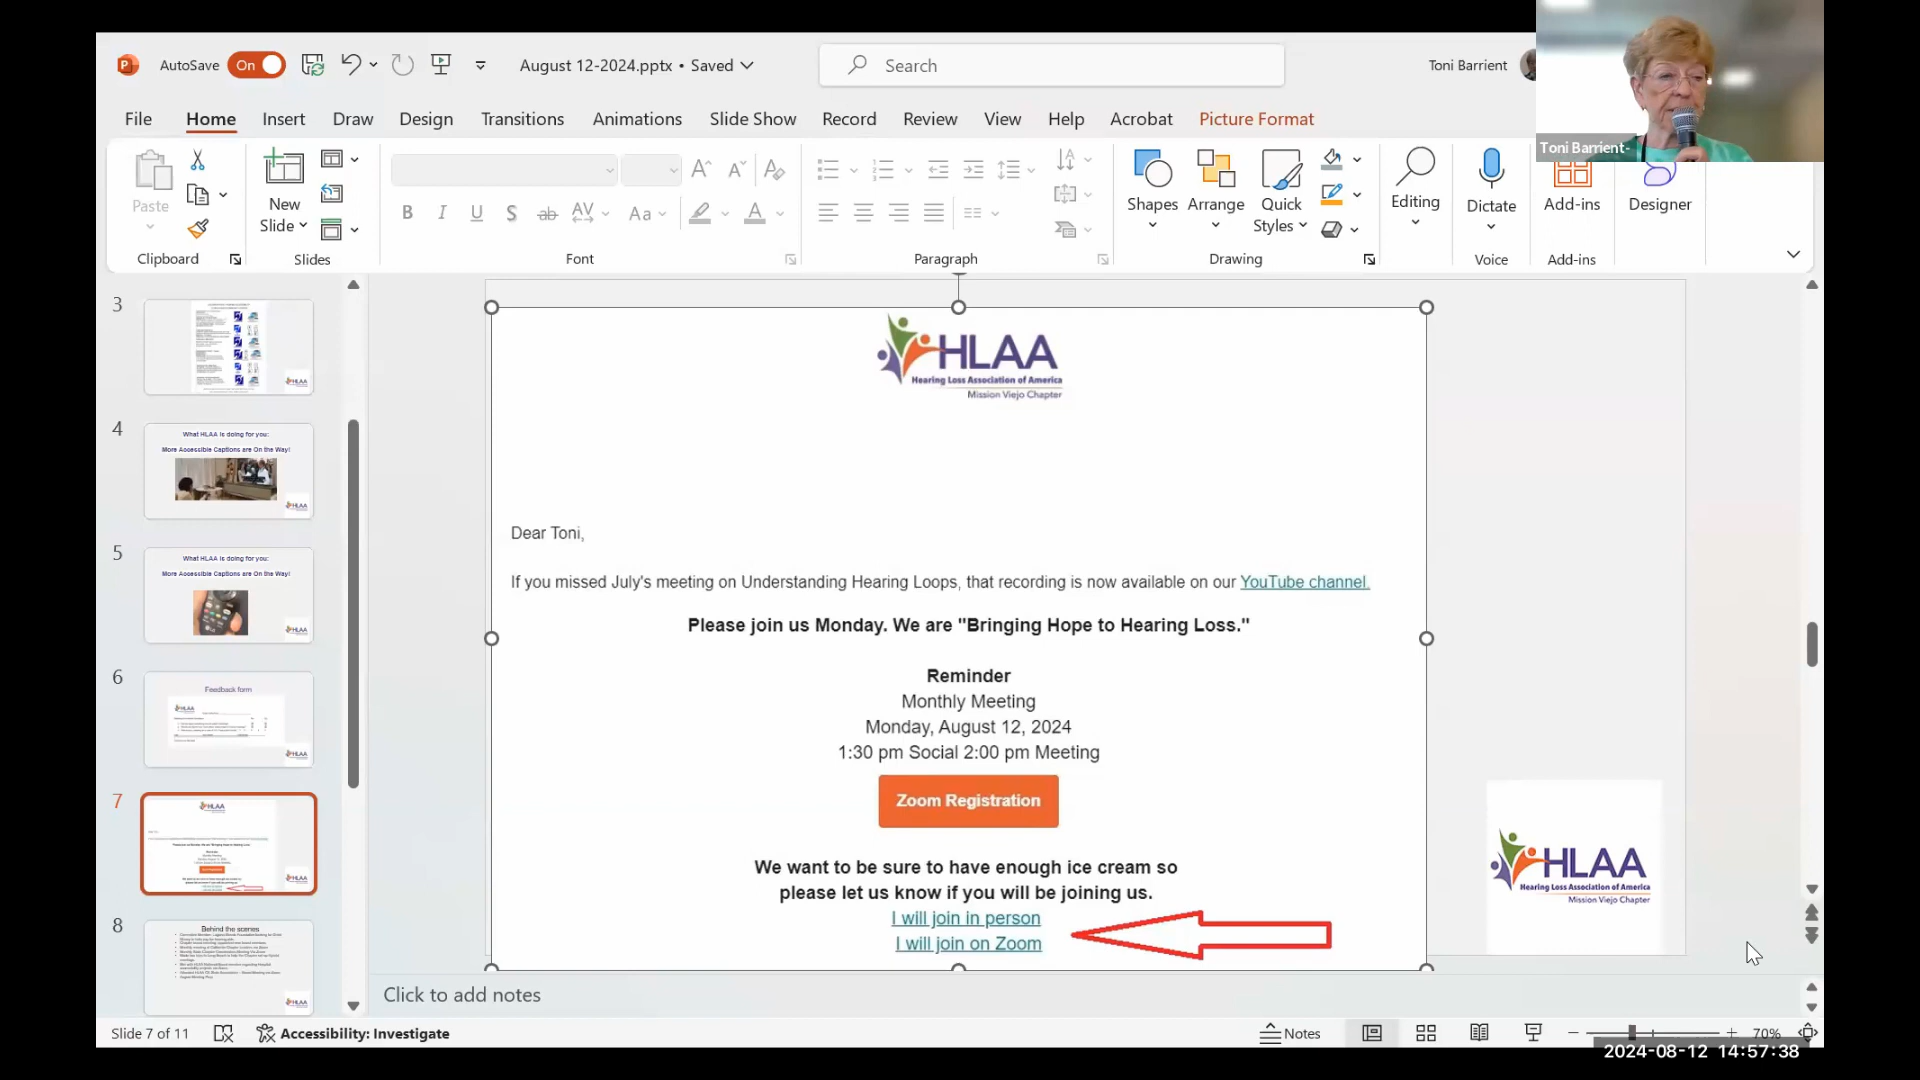 AutoSave On August 12-2024.pptx • Saved Search Toni Barrient
Toni Barrient-
File Home Insert Draw Design Transitions Animations Slide Show Record Review View Help Acrobat Picture Format
Paste New Slide Shapes Arrange Quick Styles Editing Dictate Add-ins Designer
Clipboard Slides Font Paragraph Drawing Voice Add-ins
3
HLAA
4
What HLAA is doing for you:
More Accessible Captions are On the Way!
HLAA
5
What HLAA is doing for you:
More Accessible Captions are On the Way!
HLAA
6
Feedback form
HLAA
7
HLAA
8
Behind the scenes
HLAA
HLAA
Hearing Loss Association of America
Mission Viejo Chapter
Dear Toni,
If you missed July's meeting on Understanding Hearing Loops, that recording is now available on our YouTube channel.
Please join us Monday. We are "Bringing Hope to Hearing Loss."
Reminder
Monthly Meeting
Monday, August 12, 2024
1:30 pm Social 2:00 pm Meeting
Zoom Registration
We want to be sure to have enough ice cream so
please let us know if you will be joining us.
I will join in person
I will join on Zoom
HLAA
Hearing Loss Association of America
Mission Viejo Chapter
Click to add notes
Slide 7 of 11 Accessibility: Investigate Notes 70%
2024-08-12 14:57:38